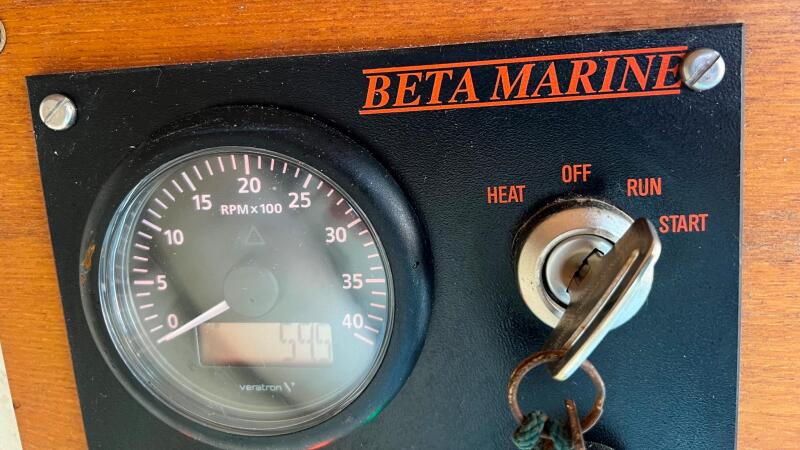 BETA MARINE
HEAT
OFF
RUN
START
0
5
10
15
20
25
30
35
40
RPM x 100
veratron V